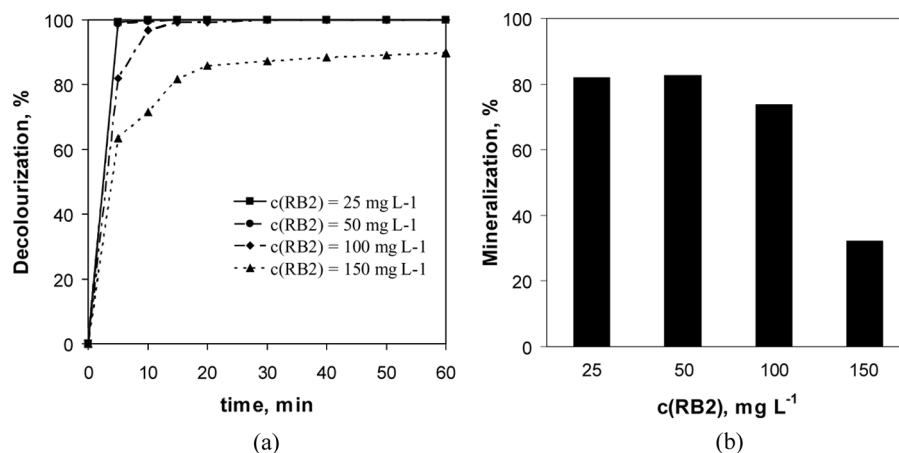 100
80
60
40
20
0
Decolourization, %
c(RB2) = 25 mg L-1
c(RB2) = 50 mg L-1
c(RB2) = 100 mg L-1
c(RB2) = 150 mg L-1
0 10 20 30 40 50 60
time, min
(a)
100
80
60
40
20
0
Mineralization, %
25 50 100 150
c(RB2), mg L⁻¹
(b)